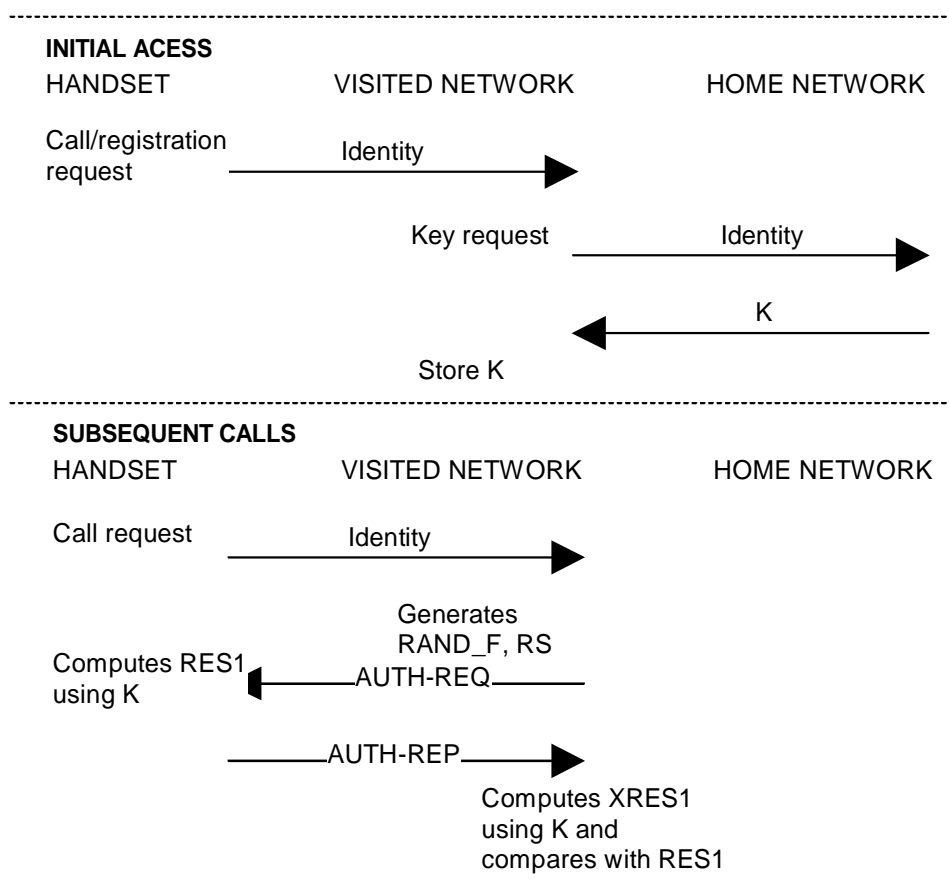 INITIAL ACESS
HANDSET VISITED NETWORK HOME NETWORK
Call/registration
request
Identity
Key request Identity
K
Store K
SUBSEQUENT CALLS
HANDSET VISITED NETWORK HOME NETWORK
Call request Identity
Generates
RAND_F, RS
Computes RES1
using K
AUTH-REQ
AUTH-REP
Computes XRES1
using K and
compares with RES1